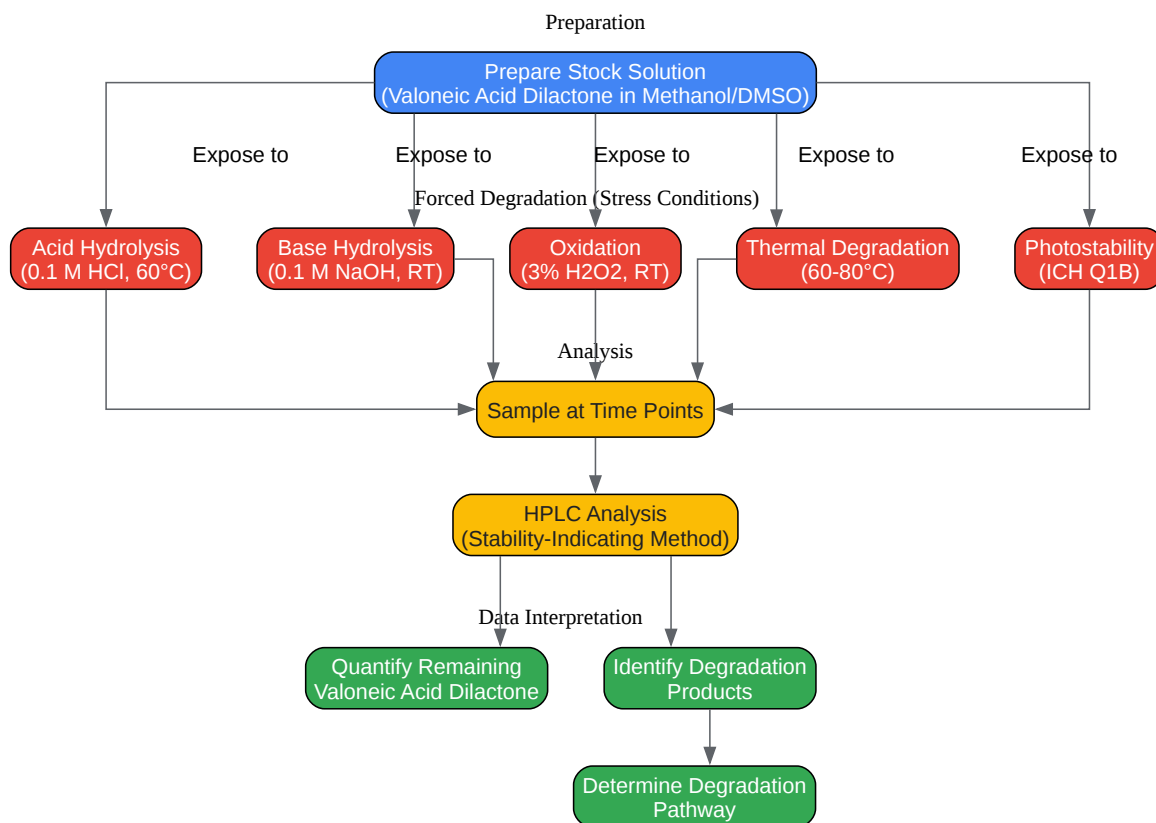 Preparation
Prepare Stock Solution
(Valoneic Acid Dilactone in Methanol/DMSO)
Expose to
Expose to
Expose to
Expose to
Expose to
Forced Degradation (Stress Conditions)
Acid Hydrolysis
(0.1 M HCl, 60°C)
Base Hydrolysis
(0.1 M NaOH, RT)
Oxidation
(3% H2O2, RT)
Thermal Degradation
(60-80°C)
Photostability
(ICH Q1B)
Analysis
Sample at Time Points
HPLC Analysis
(Stability-Indicating Method)
Data Interpretation
Quantify Remaining
Valoneic Acid Dilactone
Identify Degradation
Products
Determine Degradation
Pathway